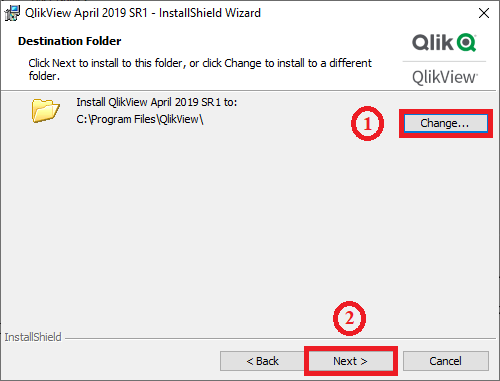 QlikView April 2019 SR1 - InstallShield Wizard
Destination Folder
Click Next to install to this folder, or click Change to install to a different
folder.
Qlik
QlikView®
Install QlikView April 2019 SR1 to:
C:\Program Files\QlikView\
1
Change...
2
InstallShield
< Back
Next >
Cancel